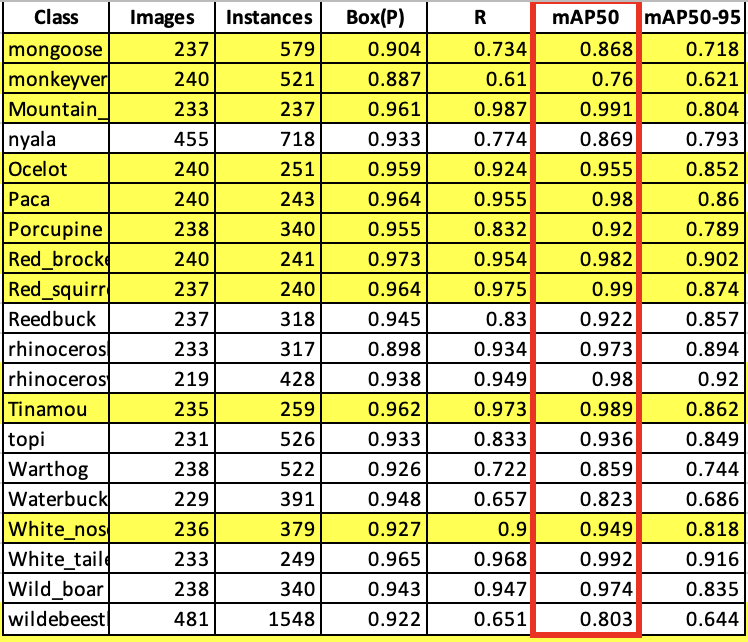 Class Images Instances Box(P) R mAP50 mAP50-95
mongoose 237 579 0.904 0.734 0.868 0.718
monkeyver 240 521 0.887 0.61 0.76 0.621
Mountain_ 233 237 0.961 0.987 0.991 0.804
nyala 455 718 0.933 0.774 0.869 0.793
Ocelot 240 251 0.959 0.924 0.955 0.852
Paca 240 243 0.964 0.955 0.98 0.86
Porcupine 238 340 0.955 0.832 0.92 0.789
Red_brocke 240 241 0.973 0.954 0.982 0.902
Red_squirr 237 240 0.964 0.975 0.99 0.874
Reedbuck 237 318 0.945 0.83 0.922 0.857
rhinoceros 233 317 0.898 0.934 0.973 0.894
rhinoceros 219 428 0.938 0.949 0.98 0.92
Tinamou 235 259 0.962 0.973 0.989 0.862
topi 231 526 0.933 0.833 0.936 0.849
Warthog 238 522 0.926 0.722 0.859 0.744
Waterbuck 229 391 0.948 0.657 0.823 0.686
White_nos 236 379 0.927 0.9 0.949 0.818
White_taile 233 249 0.965 0.968 0.992 0.916
Wild_boar 238 340 0.943 0.947 0.974 0.835
wildebeest 481 1548 0.922 0.651 0.803 0.644